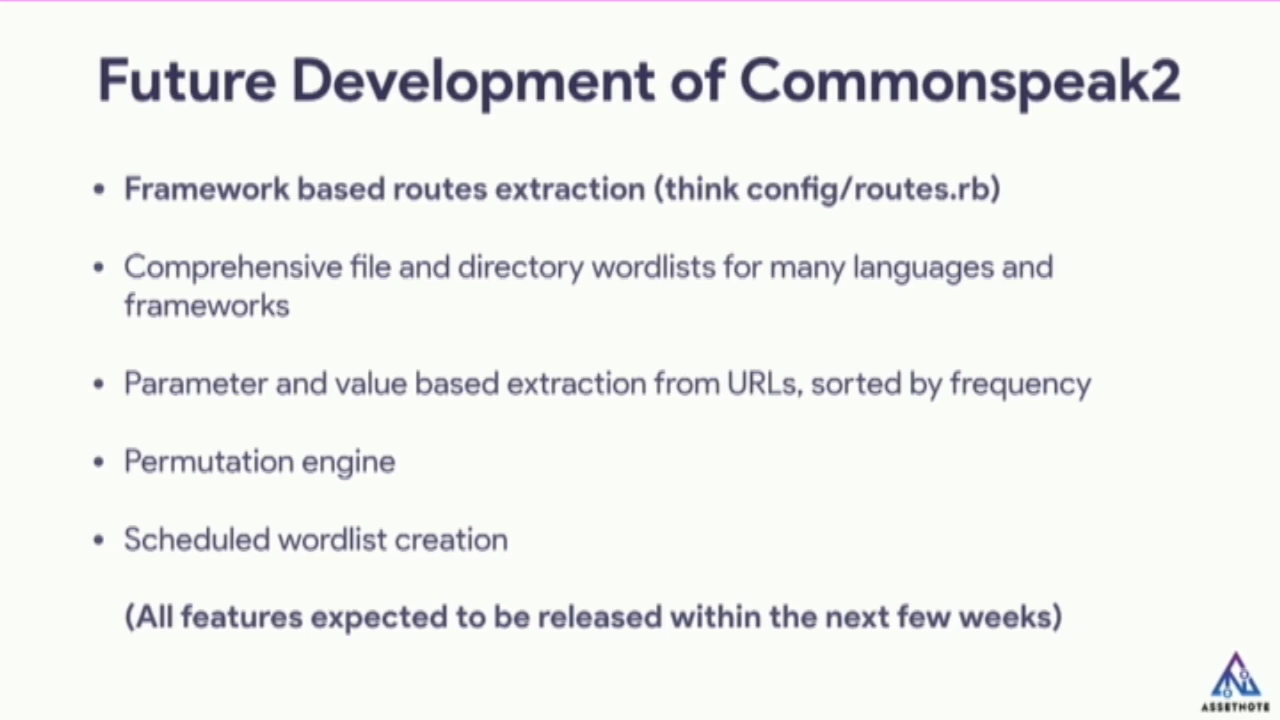 Future Development of Commonspeak2
• Framework based routes extraction (think config/routes.rb)
• Comprehensive file and directory wordlists for many languages and
frameworks
• Parameter and value based extraction from URLs, sorted by frequency
• Permutation engine
• Scheduled wordlist creation
(All features expected to be released within the next few weeks)
ASSETNOTE